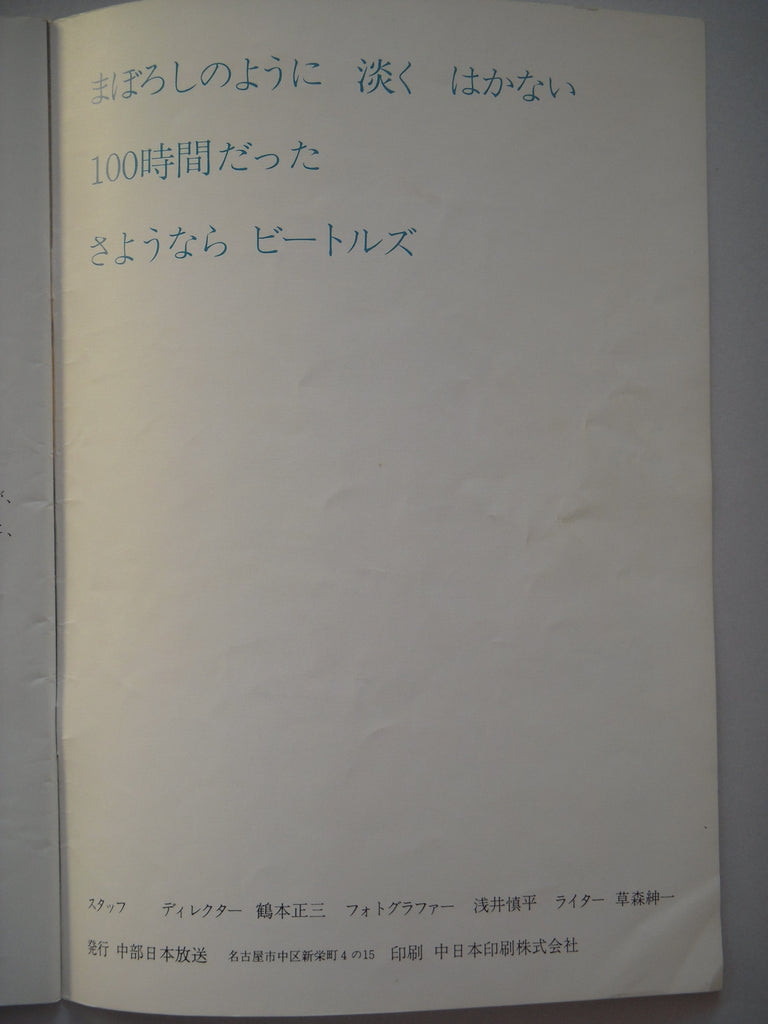 まぼろしのように 淡く はかない
100時間だった
さようなら ビートルズ
スタッフ ディレクター 鶴本正三 フォトグラファー 浅井慎平 ライター 草森紳一
発行 中部日本放送 名古屋市中区新栄町4の15 印刷 中日本印刷株式会社